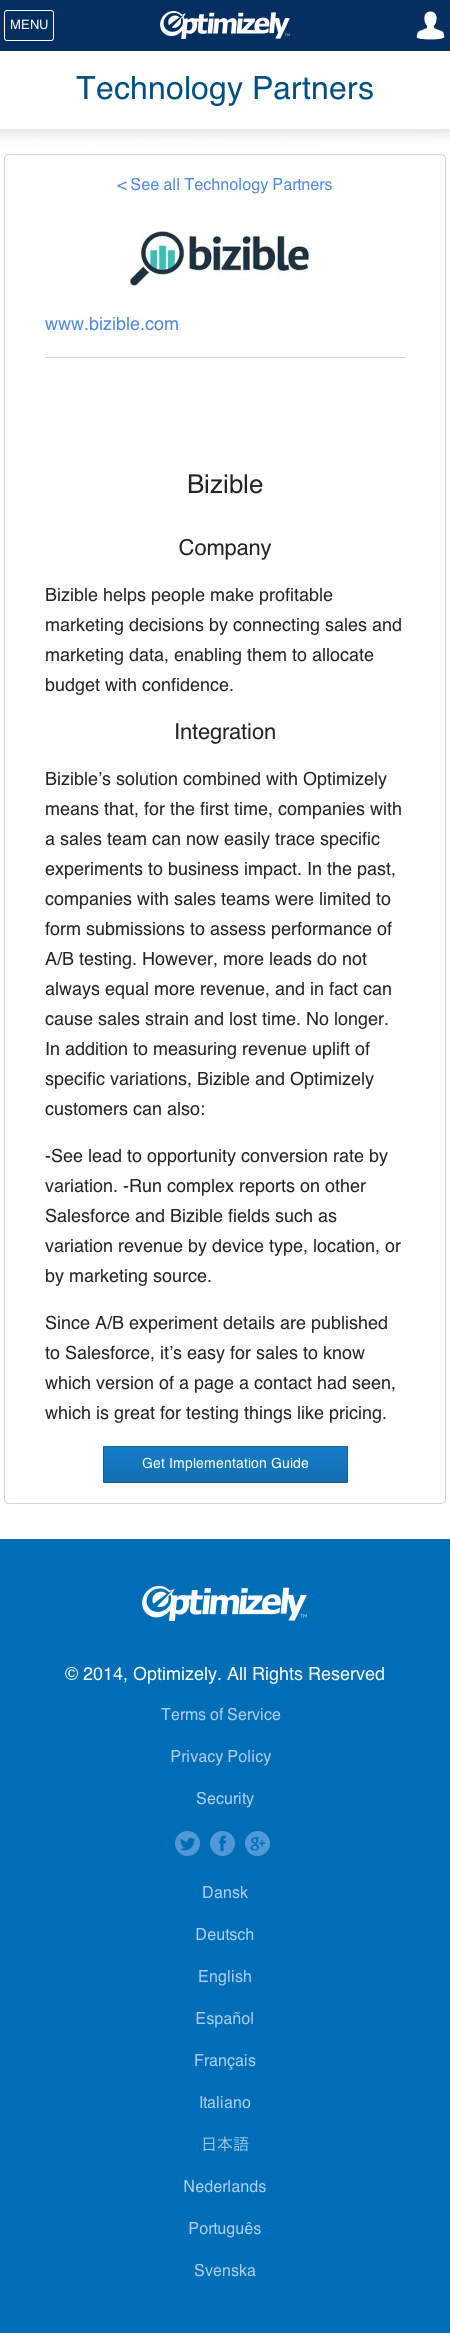 MENU
Optimizely
Technology Partners
< See all Technology Partners
bizible
www.bizible.com
Bizible
Company
Bizible helps people make profitable
marketing decisions by connecting sales and
marketing data, enabling them to allocate
budget with confidence.
Integration
Bizible’s solution combined with Optimizely
means that, for the first time, companies with
a sales team can now easily trace specific
experiments to business impact. In the past,
companies with sales teams were limited to
form submissions to assess performance of
A/B testing. However, more leads do not
always equal more revenue, and in fact can
cause sales strain and lost time. No longer.
In addition to measuring revenue uplift of
specific variations, Bizible and Optimizely
customers can also:
-See lead to opportunity conversion rate by
variation. -Run complex reports on other
Salesforce and Bizible fields such as
variation revenue by device type, location, or
by marketing source.
Since A/B experiment details are published
to Salesforce, it’s easy for sales to know
which version of a page a contact had seen,
which is great for testing things like pricing.
Get Implementation Guide
Optimizely
© 2014, Optimizely. All Rights Reserved
Terms of Service
Privacy Policy
Security
Dansk
Deutsch
English
Español
Français
Italiano
日本語
Nederlands
Português
Svenska